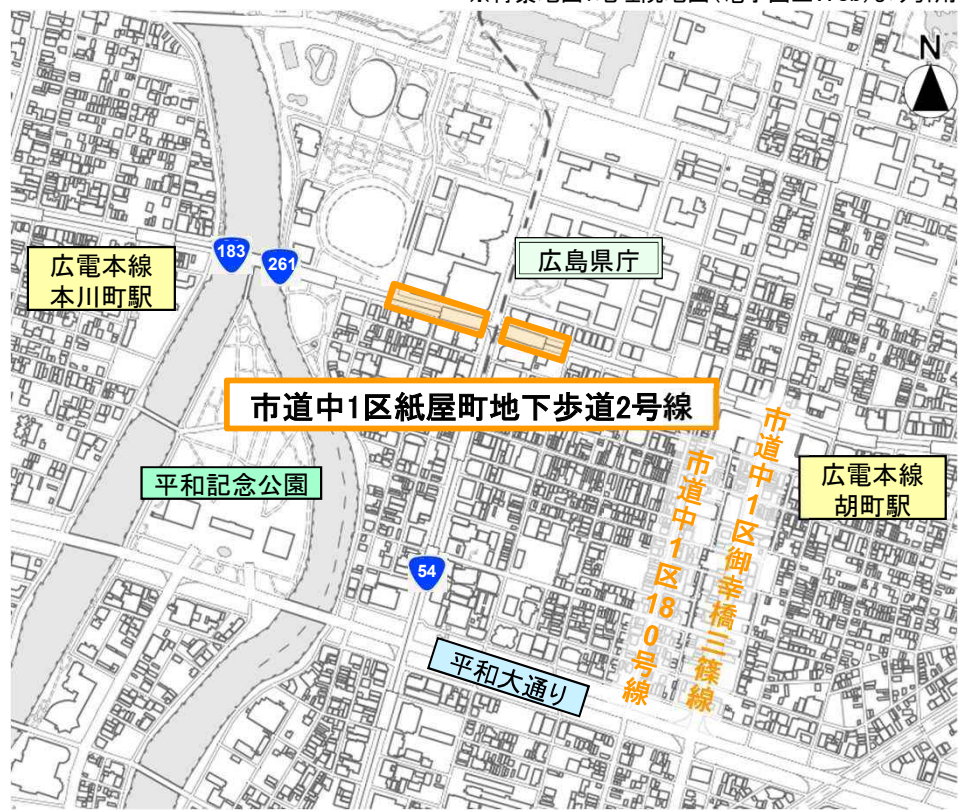 N
183
261
広電本線
本川町駅
広島県庁
市道中1区紙屋町地下歩道2号線
平和記念公園
広電本線
胡町駅
市道中1区御幸橋三篠線
市道中1区180号線
54
平和大通り